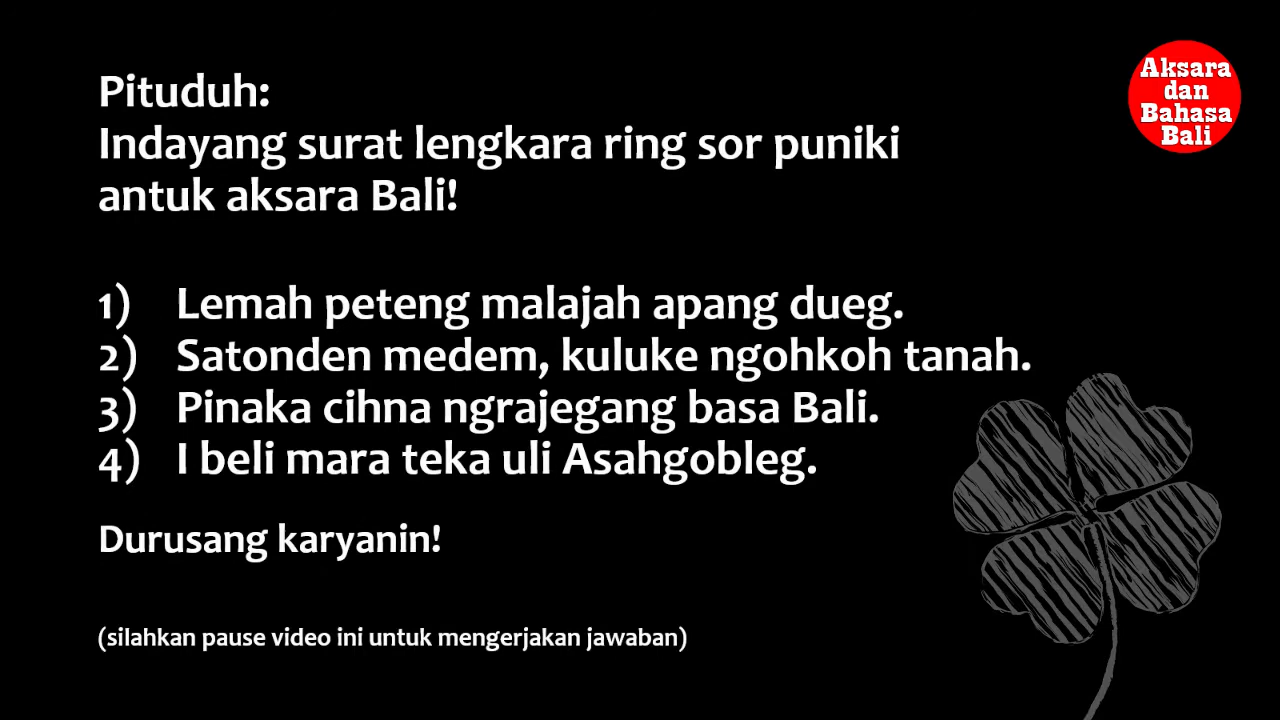 Aksara
dan
Bahasa
Bali
Pituduh:
Indayang surat lengkara ring sor puniki
antuk aksara Bali!
1) Lemah peteng malajah apang dueg.
2) Satonden medem, kuluke ngohkoh tanah.
3) Pinaka cihna ngrajegang basa Bali.
4) I beli mara teka uli Asahgobleg.
Durusang karyanin!
(silahkan pause video ini untuk mengerjakan jawaban)